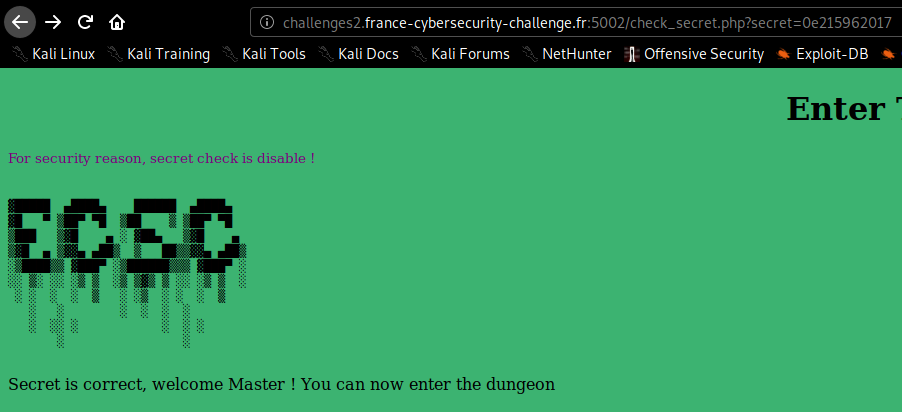 challenges2.france-cybersecurity-challenge.fr:5002/check_secret.php?secret=0e215962017
Kali Linux Kali Training Kali Tools Kali Docs Kali Forums NetHunter Offensive Security Exploit-DB
Enter
For security reason, secret check is disable !
ECSC
Secret is correct, welcome Master ! You can now enter the dungeon